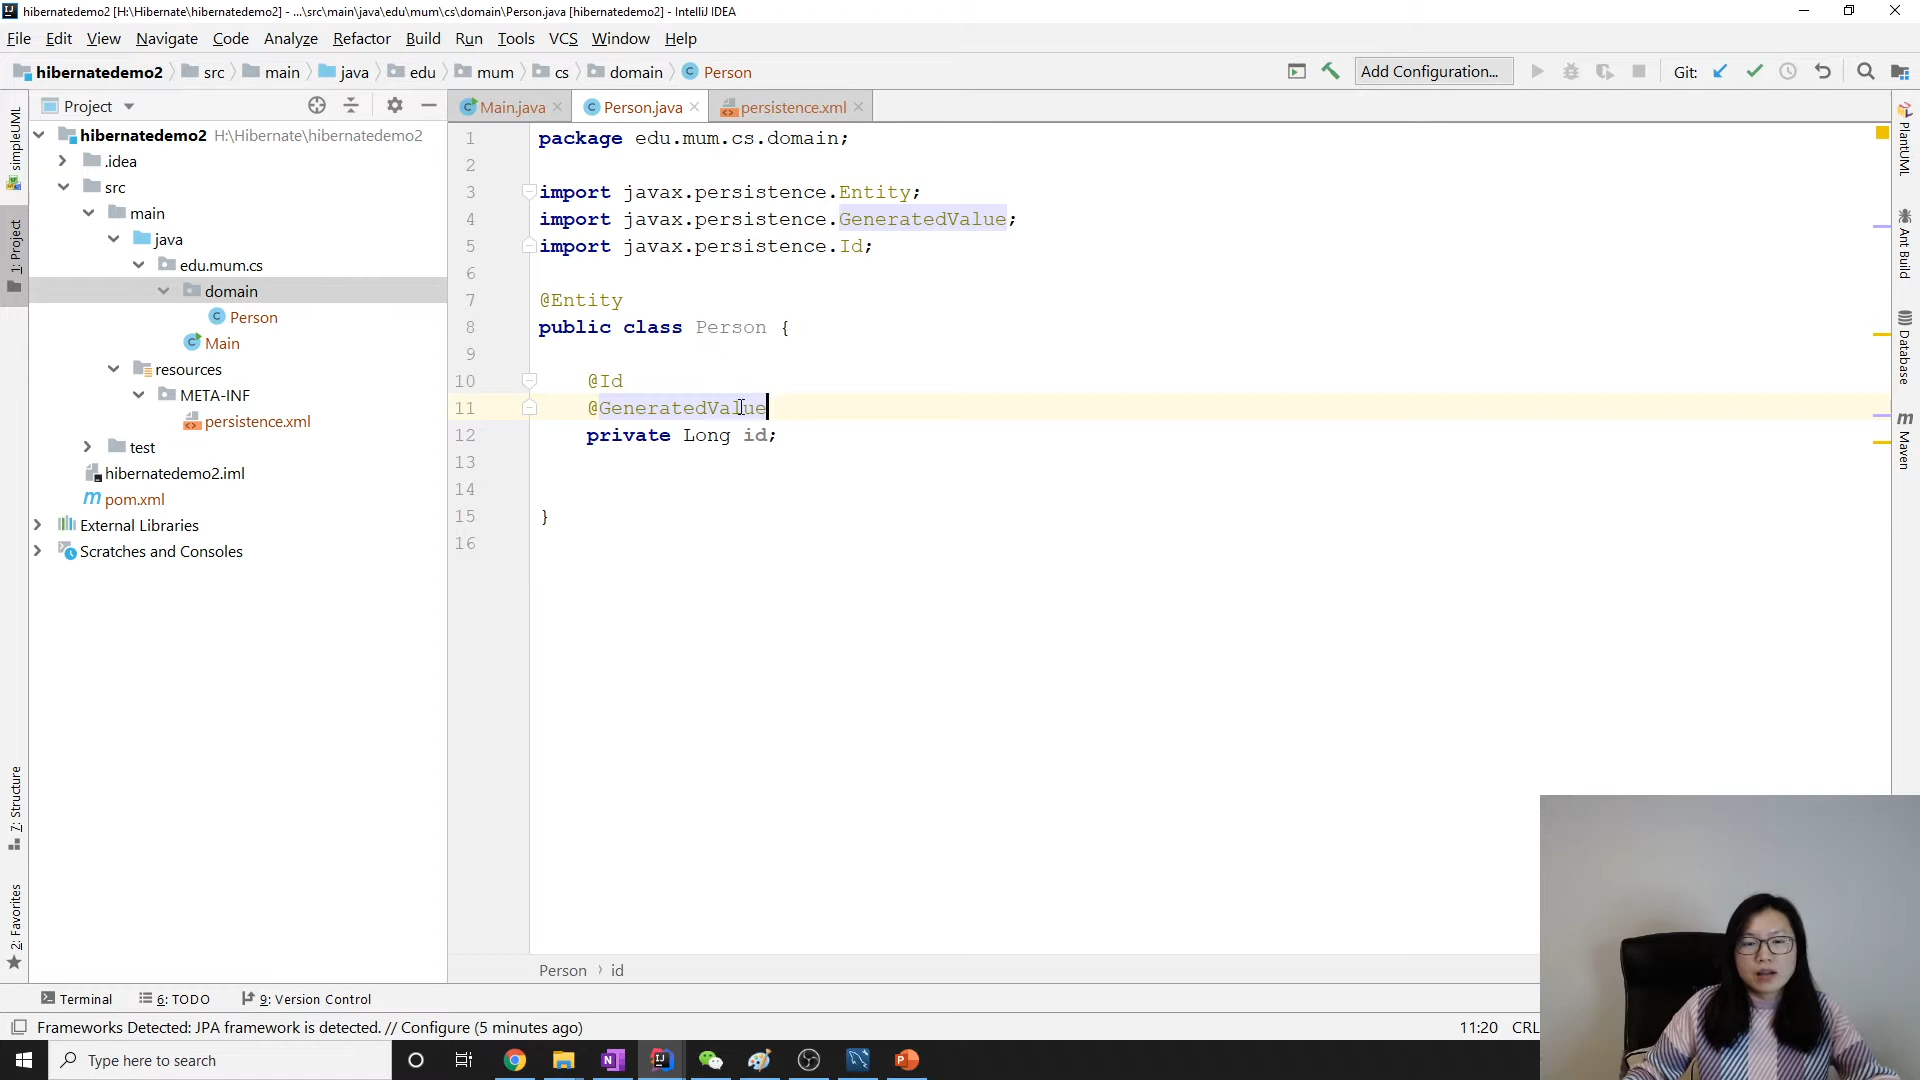 hibernatedemo2 [H:\Hibernate\hibernatedemo2] - ...\src\main\java\edu\mum\cs\domain\Person.java [hibernatedemo2] - IntelliJ IDEA
File Edit View Navigate Code Analyze Refactor Build Run Tools VCS Window Help
hibernatedemo2 src main java edu mum cs domain Person Add Configuration... Git:
Project Main.java Person.java persistence.xml
hibernatedemo2 H:\Hibernate\hibernatedemo2
.idea
src
main
java
edu.mum.cs
domain
Person
Main
resources
META-INF
persistence.xml
test
hibernatedemo2.iml
pom.xml
External Libraries
Scratches and Consoles
simpleUML
1: Project
7: Structure
2: Favorites
1 package edu.mum.cs.domain;
2
3 import javax.persistence.Entity;
4 import javax.persistence.GeneratedValue;
5 import javax.persistence.Id;
6
7 @Entity
8 public class Person {
9
10 @Id
11 @GeneratedValue
12 private Long id;
13
14
15 }
16
PlantUML
Ant Build
Database
Maven
Person › id
Terminal 6: TODO 9: Version Control
Frameworks Detected: JPA framework is detected. // Configure (5 minutes ago) 11:20 CRL
Type here to search